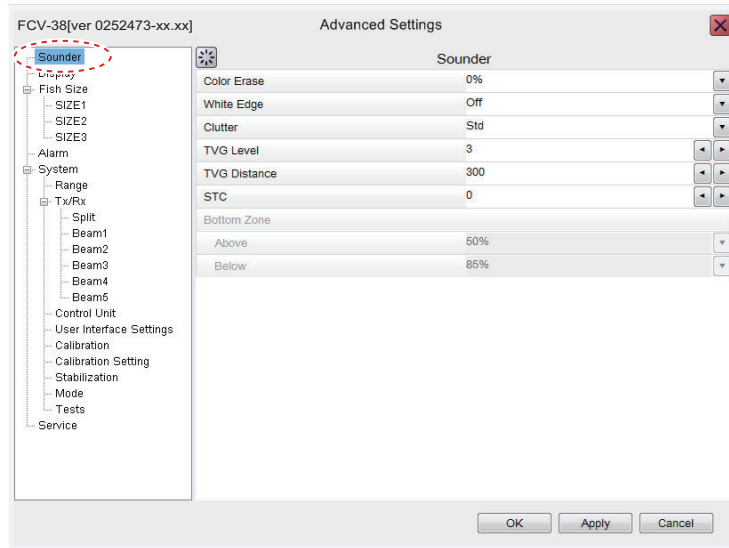 FCV-38[ver 0252473-xx.xx]
Advanced Settings
Sounder
Display
Fish Size
SIZE1
SIZE2
SIZE3
Alarm
System
Range
Tx/Rx
Split
Beam1
Beam2
Beam3
Beam4
Beam5
Control Unit
User Interface Settings
Calibration
Calibration Setting
Stabilization
Mode
Tests
Service
Sounder
Color Erase 0%
White Edge Off
Clutter Std
TVG Level 3
TVG Distance 300
STC 0
Bottom Zone
Above 50%
Below 85%
OK Apply Cancel